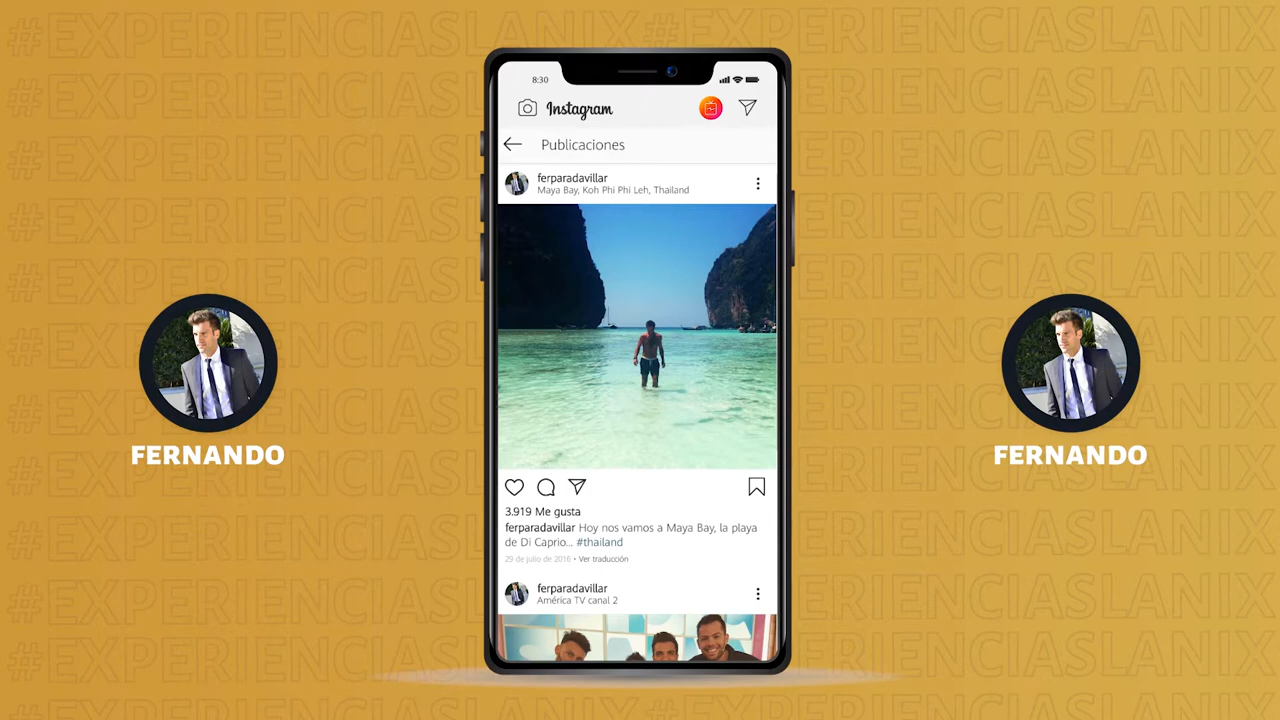 #EXPERIENCIASLANIX#EXPERIENCIASLANIX
8:30
Instagram
Publicaciones
ferparadavillar
Maya Bay, Koh Phi Phi Leh, Thailand
3.919 Me gusta
ferparadavillar Hoy nos vamos a Maya Bay, la playa
de Di Caprio... #thailand
29 de julio de 2016 • Ver traducción
ferparadavillar
América TV canal 2
FERNANDO
FERNANDO